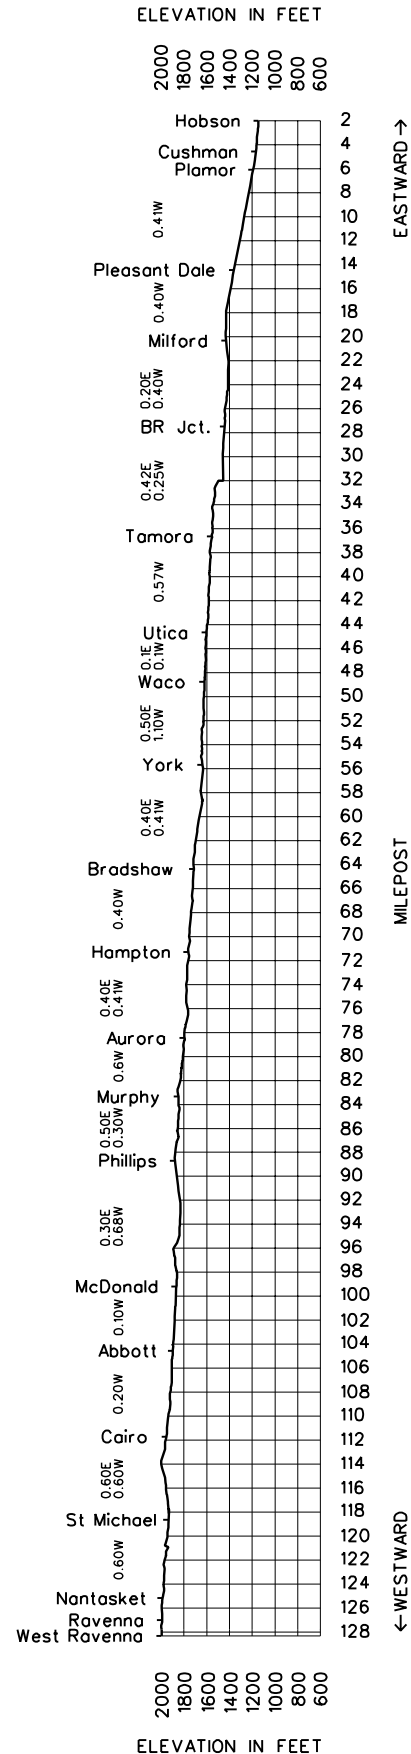 ELEVATION IN FEET
2000 1800 1600 1400 1200 1000 800 600
Hobson 2
4
Cushman
Plamor 6
8
0.41W 10
12
EASTWARD →
Pleasant Dale 14
0.40W 16
18
Milford 20
22
0.20E 24
0.40W
26
BR Jct. 28
30
0.42E 32
0.25W
34
Tamora 36
38
0.57W 40
42
Utica 44
0.1E 46
0.1W
48
Waco
50
0.50E 52
1.10W
54
York 56
58
0.40E 60
0.41W
62
Bradshaw 64
66
0.40W 68
70
MILEPOST
Hampton 72
0.40E 74
0.41W
76
Aurora 78
0.6W 80
82
Murphy 84
0.50E 86
0.30W
Phillips 88
90
92
0.30E 94
0.68W
96
98
McDonald 100
0.10W 102
Abbott 104
106
0.20W 108
110
Cairo 112
114
0.60E 116
0.60W
St Michael 118
120
0.60W 122
124
Nantasket 126
Ravenna
West Ravenna 128
← WESTWARD
2000 1800 1600 1400 1200 1000 800 600
ELEVATION IN FEET